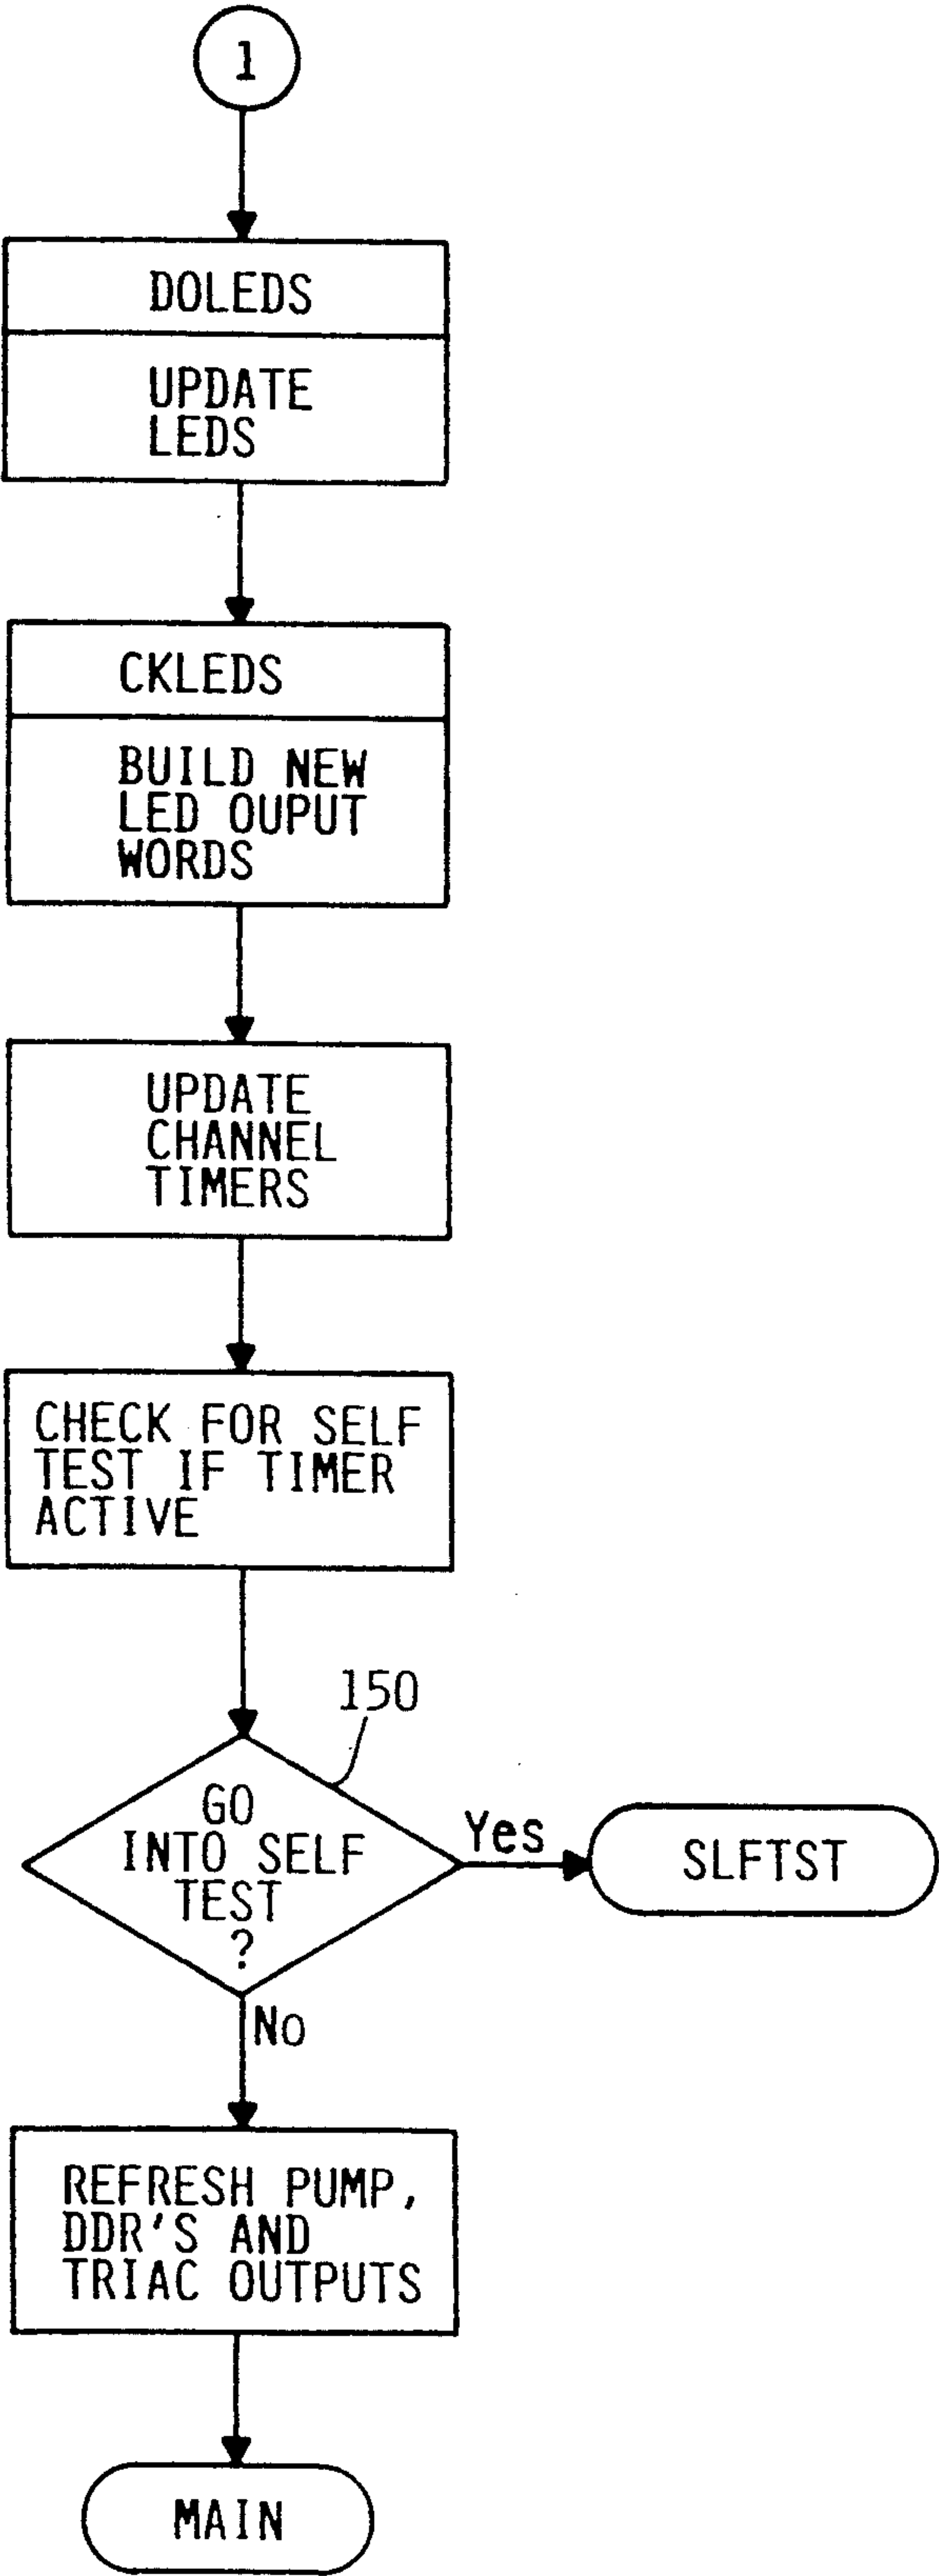 1
DOLEDS
UPDATE
LEDS
CKLEDS
BUILD NEW
LED OUPUT
WORDS
UPDATE
CHANNEL
TIMERS
CHECK FOR SELF
TEST IF TIMER
ACTIVE
150
GO
INTO SELF
TEST
?
Yes
SLFTST
No
REFRESH PUMP,
DDR'S AND
TRIAC OUTPUTS
MAIN